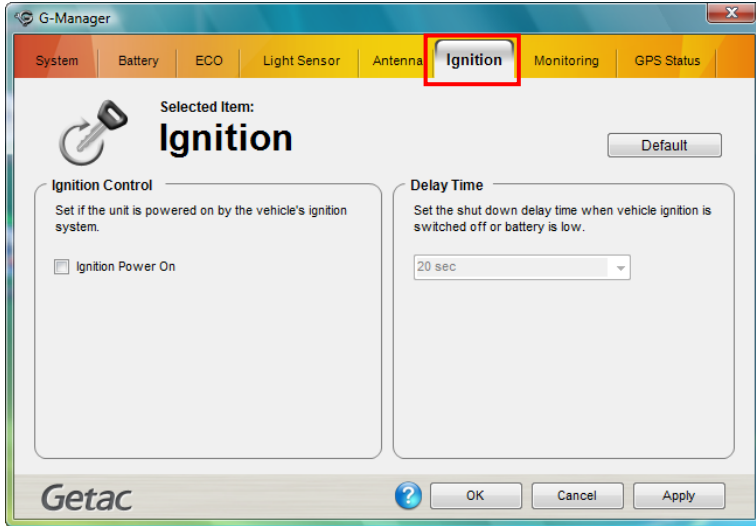 G-Manager
System Battery ECO Light Sensor Antenna Ignition Monitoring GPS Status
Selected Item:
Ignition
Default
Ignition Control
Set if the unit is powered on by the vehicle's ignition
system.
Ignition Power On
Delay Time
Set the shut down delay time when vehicle ignition is
switched off or battery is low.
20 sec
Getac
? OK Cancel Apply